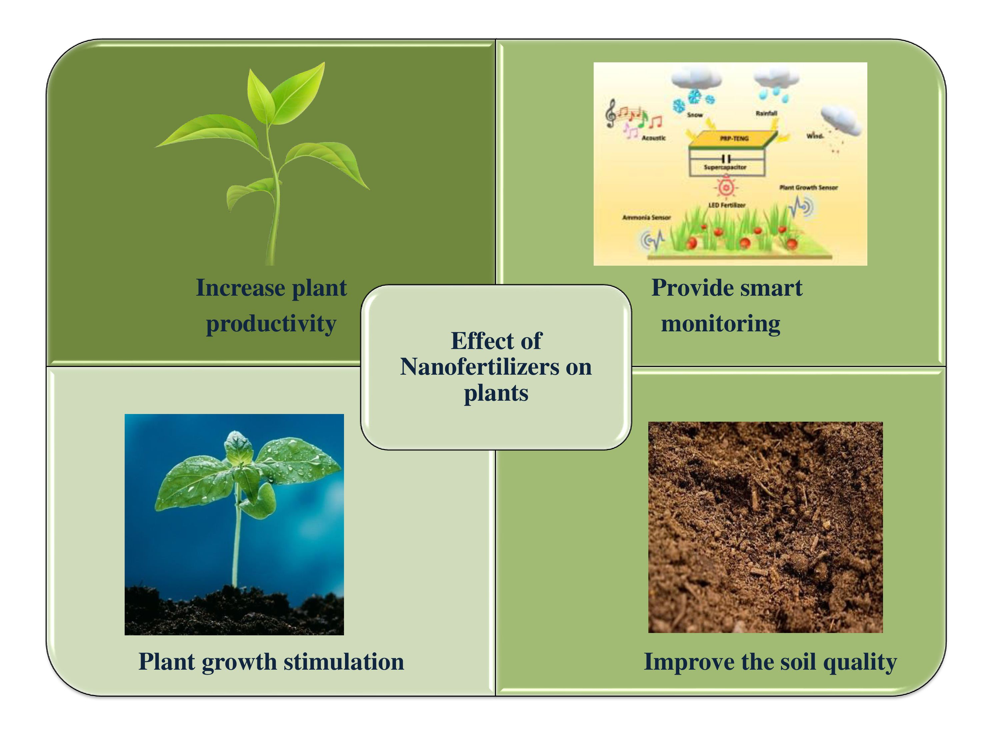 Snow
Rainfall
Acoustic
Wind
PRP-TENG
Supercapacitor
Plant Growth Sensor
LED Fertilizer
Ammonia Sensor
Increase plant
productivity
Provide smart
monitoring
Effect of
Nanofertilizers on
plants
Plant growth stimulation
Improve the soil quality